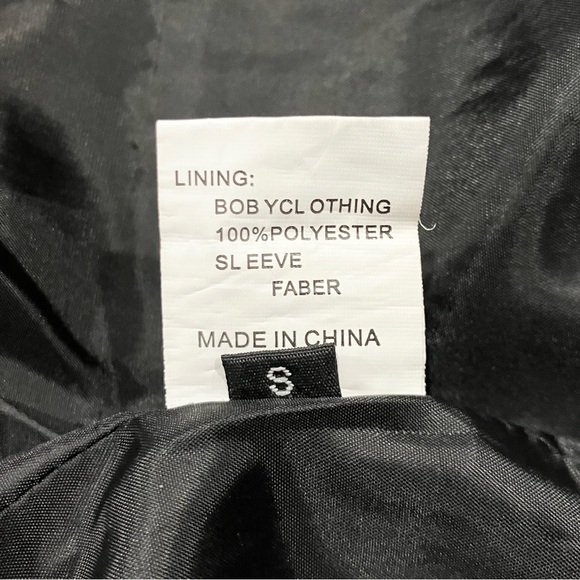 LINING:
BOB YCL OTHING
100%POLYESTER
SL EEVE
FABER
MADE IN CHINA
S